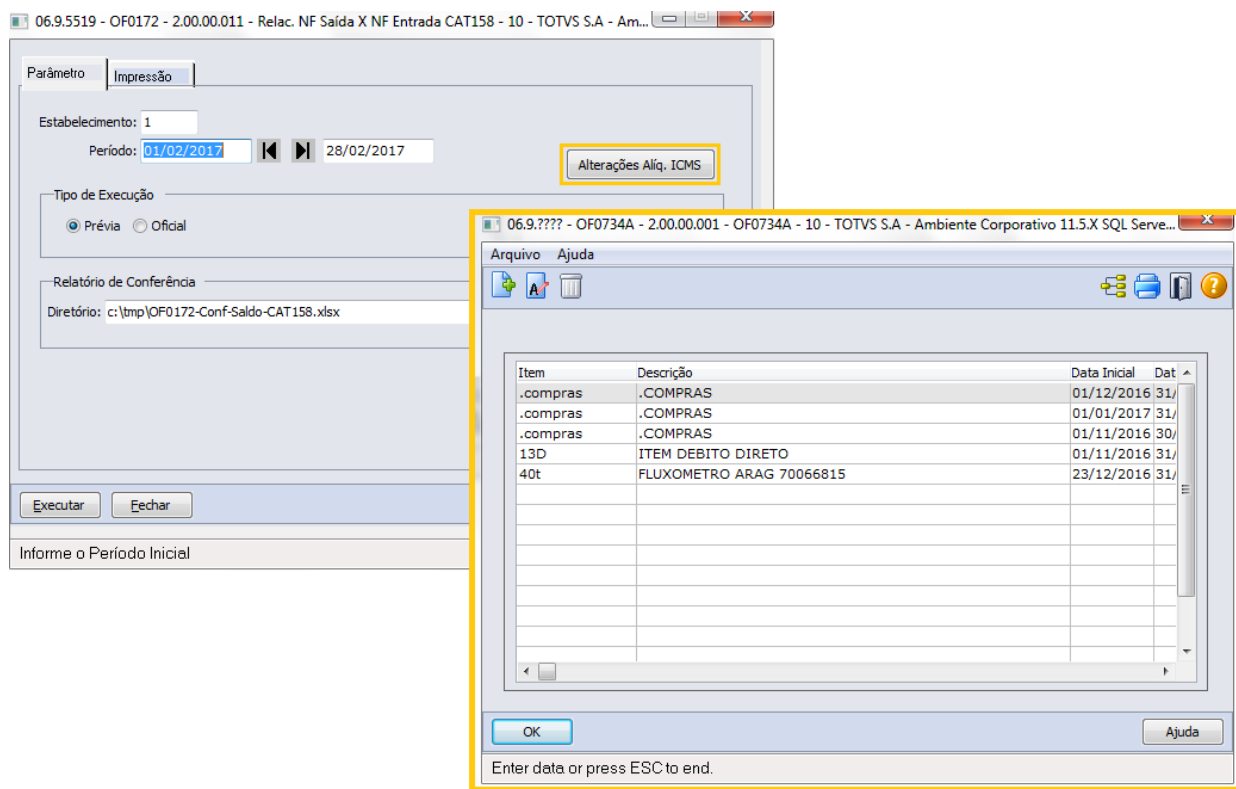 06.9.5519 - OF0172 - 2.00.00.011 - Relac. NF Saída X NF Entrada CAT158 - 10 - TOTVS S.A - Am...
Parâmetro
Impressão
Estabelecimento: 1
Período: 01/02/2017 28/02/2017
Alterações Alíq. ICMS
Tipo de Execução
Prévia Oficial
Relatório de Conferência
Diretório: c:\tmp\OF0172-Conf-Saldo-CAT158.xlsx
Executar Fechar
Informe o Período Inicial
06.9.???? - OF0734A - 2.00.00.001 - OF0734A - 10 - TOTVS S.A - Ambiente Corporativo 11.5.X SQL Serve...
Arquivo Ajuda
Item Descrição Data Inicial Dat
.compras .COMPRAS 01/12/2016 31/
.compras .COMPRAS 01/01/2017 31/
.compras .COMPRAS 01/11/2016 30/
13D ITEM DEBITO DIRETO 01/11/2016 31/
40t FLUXOMETRO ARAG 70066815 23/12/2016 31/
OK Ajuda
Enter data or press ESC to end.